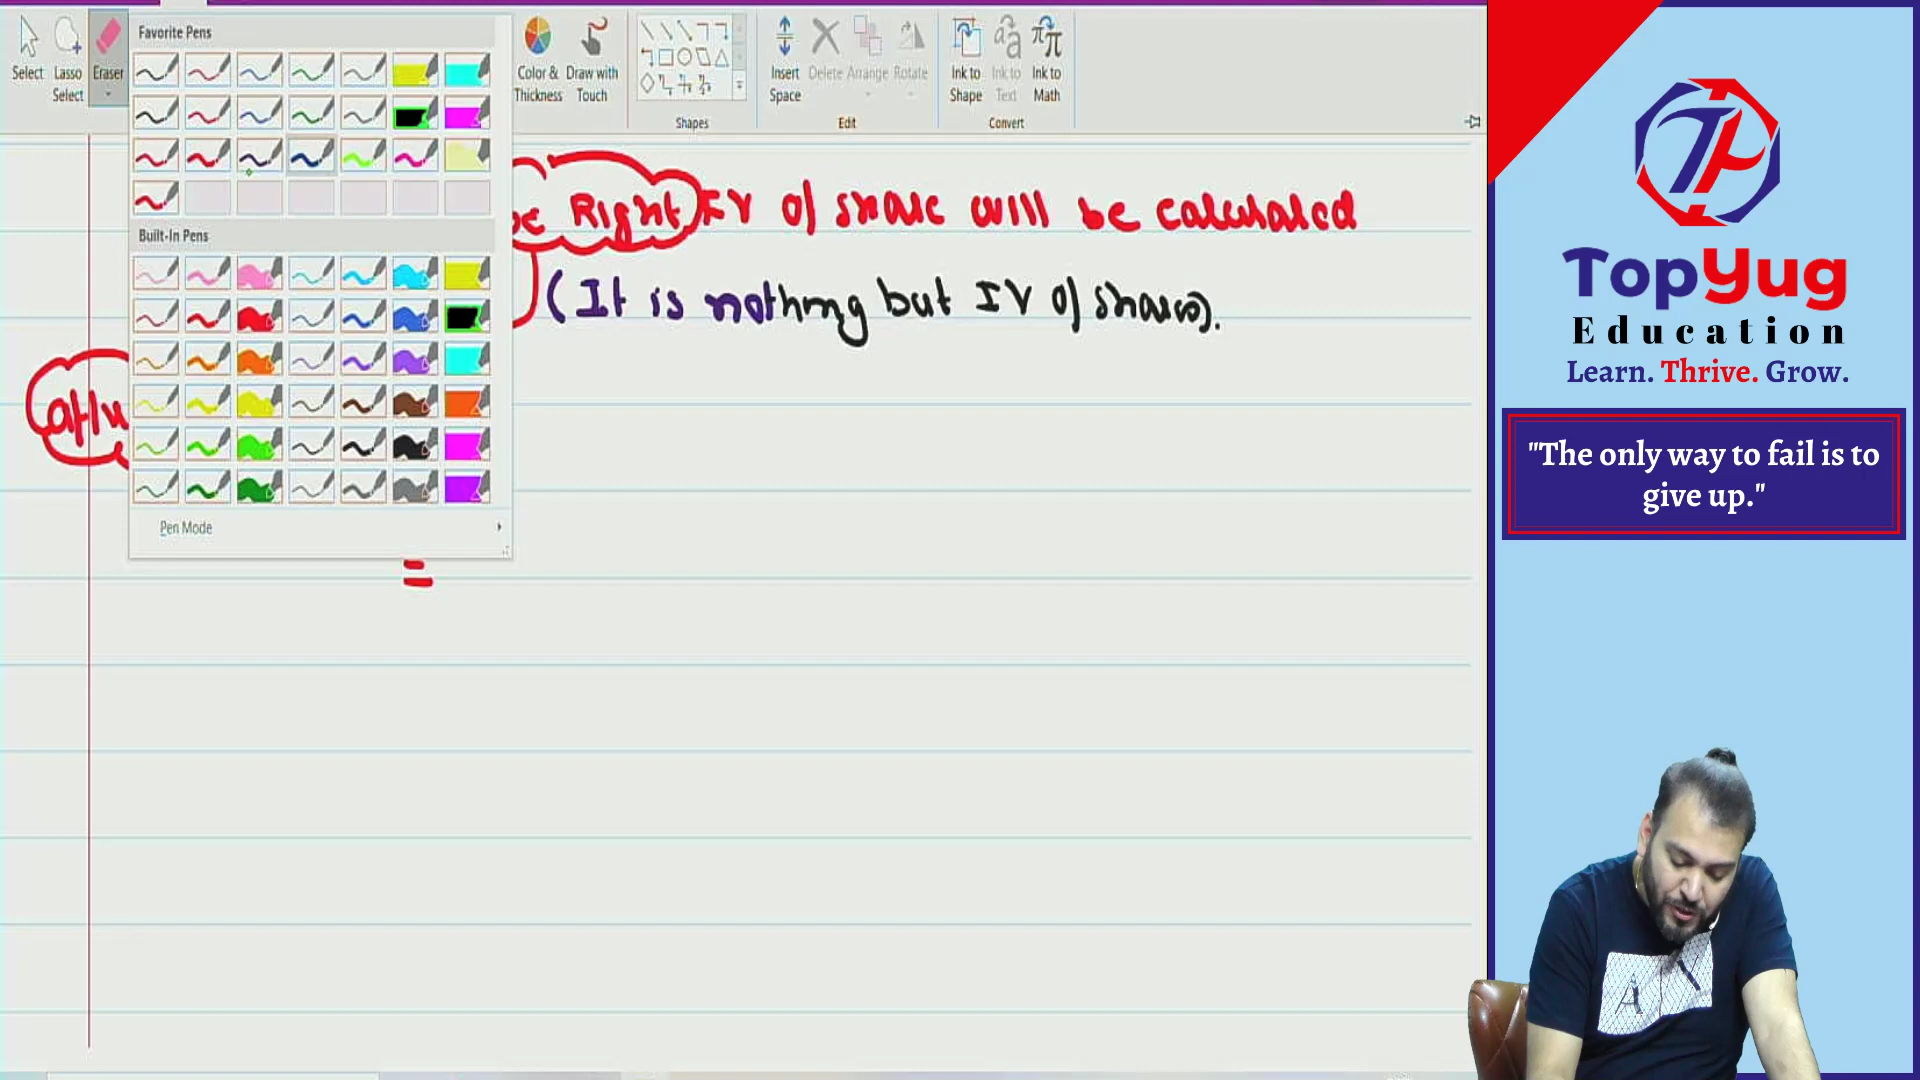 Favorite Pens
Select
Lasso
Select
Eraser
Color &
Thickness
Draw with
Touch
Shapes
Insert
Space
Delete
Arrange
Rotate
Edit
Ink to
Shape
Ink to
Text
Ink to
Math
Convert
Built-In Pens
Pen Mode
Right FV of share will be calculated
(It is nothing but IV of shares).
=
TopYug
Education
Learn. Thrive. Grow.
"The only way to fail is to
give up."
A